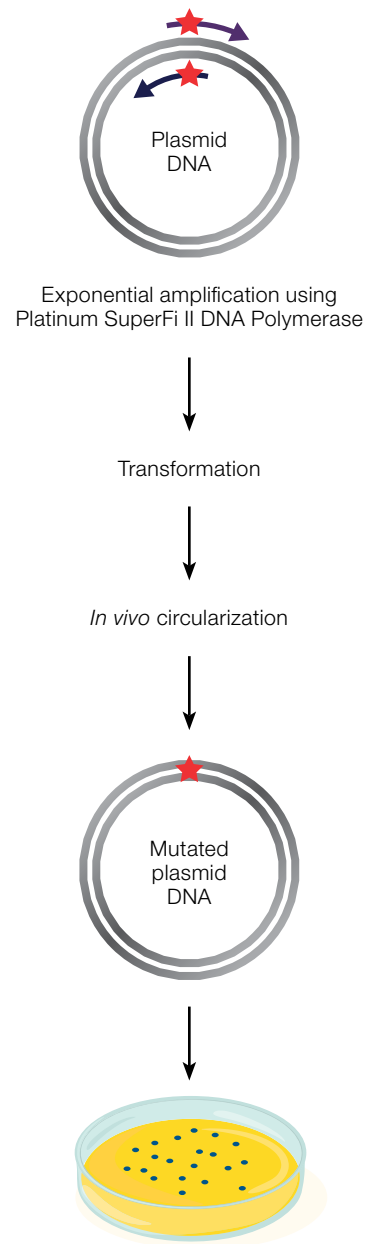 Plasmid
DNA
Exponential amplification using
Platinum SuperFi II DNA Polymerase
Transformation
In vivo circularization
Mutated
plasmid
DNA